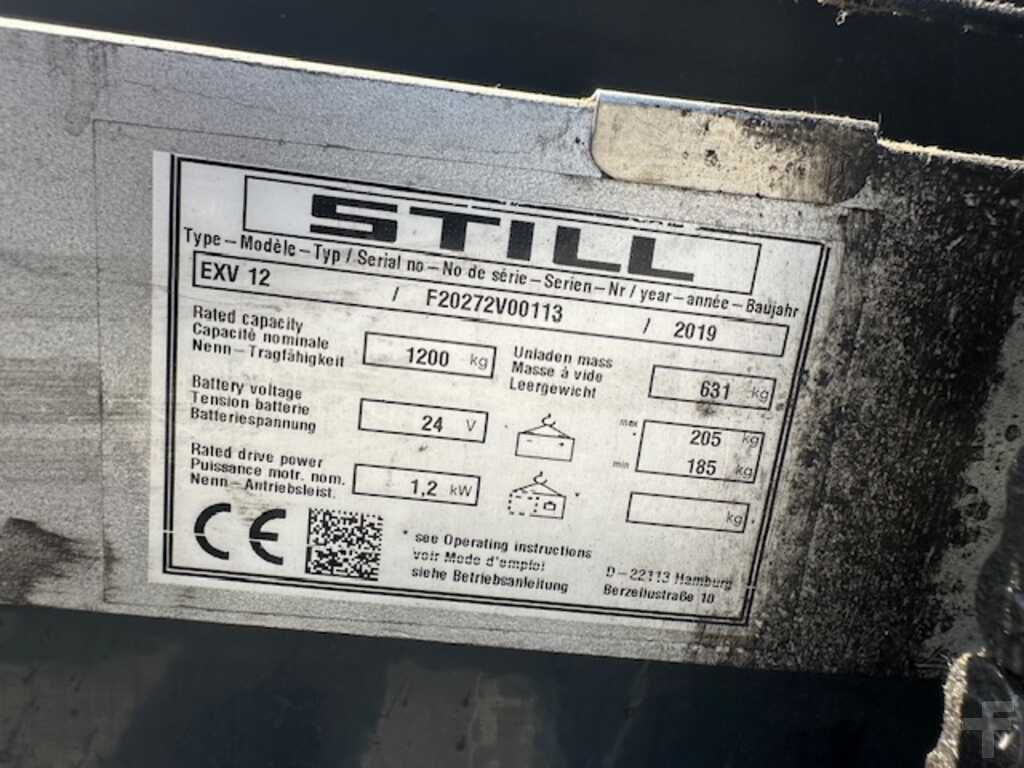 STILL
Type – Modèle – Typ / Serial no – No de série – Serien – Nr / year – année – Baujahr
EXV 12 / F20272V00113 / 2019
Rated capacity
Capacité nominale
Nenn – Tragfähigkeit
1200 kg
Unladen mass
Masse à vide
Leergewicht
631 kg
Battery voltage
Tension batterie
Batteriespannung
24 V
*
max 205 kg
min 185 kg
Rated drive power
Puissance motr. nom.
Nenn – Antriebsleist.
1,2 kW
*
kg
CE
* see Operating instructions
voir Mode d'emploi
siehe Betriebsanleitung
D – 22113 Hamburg
Berzeliusstraße 10